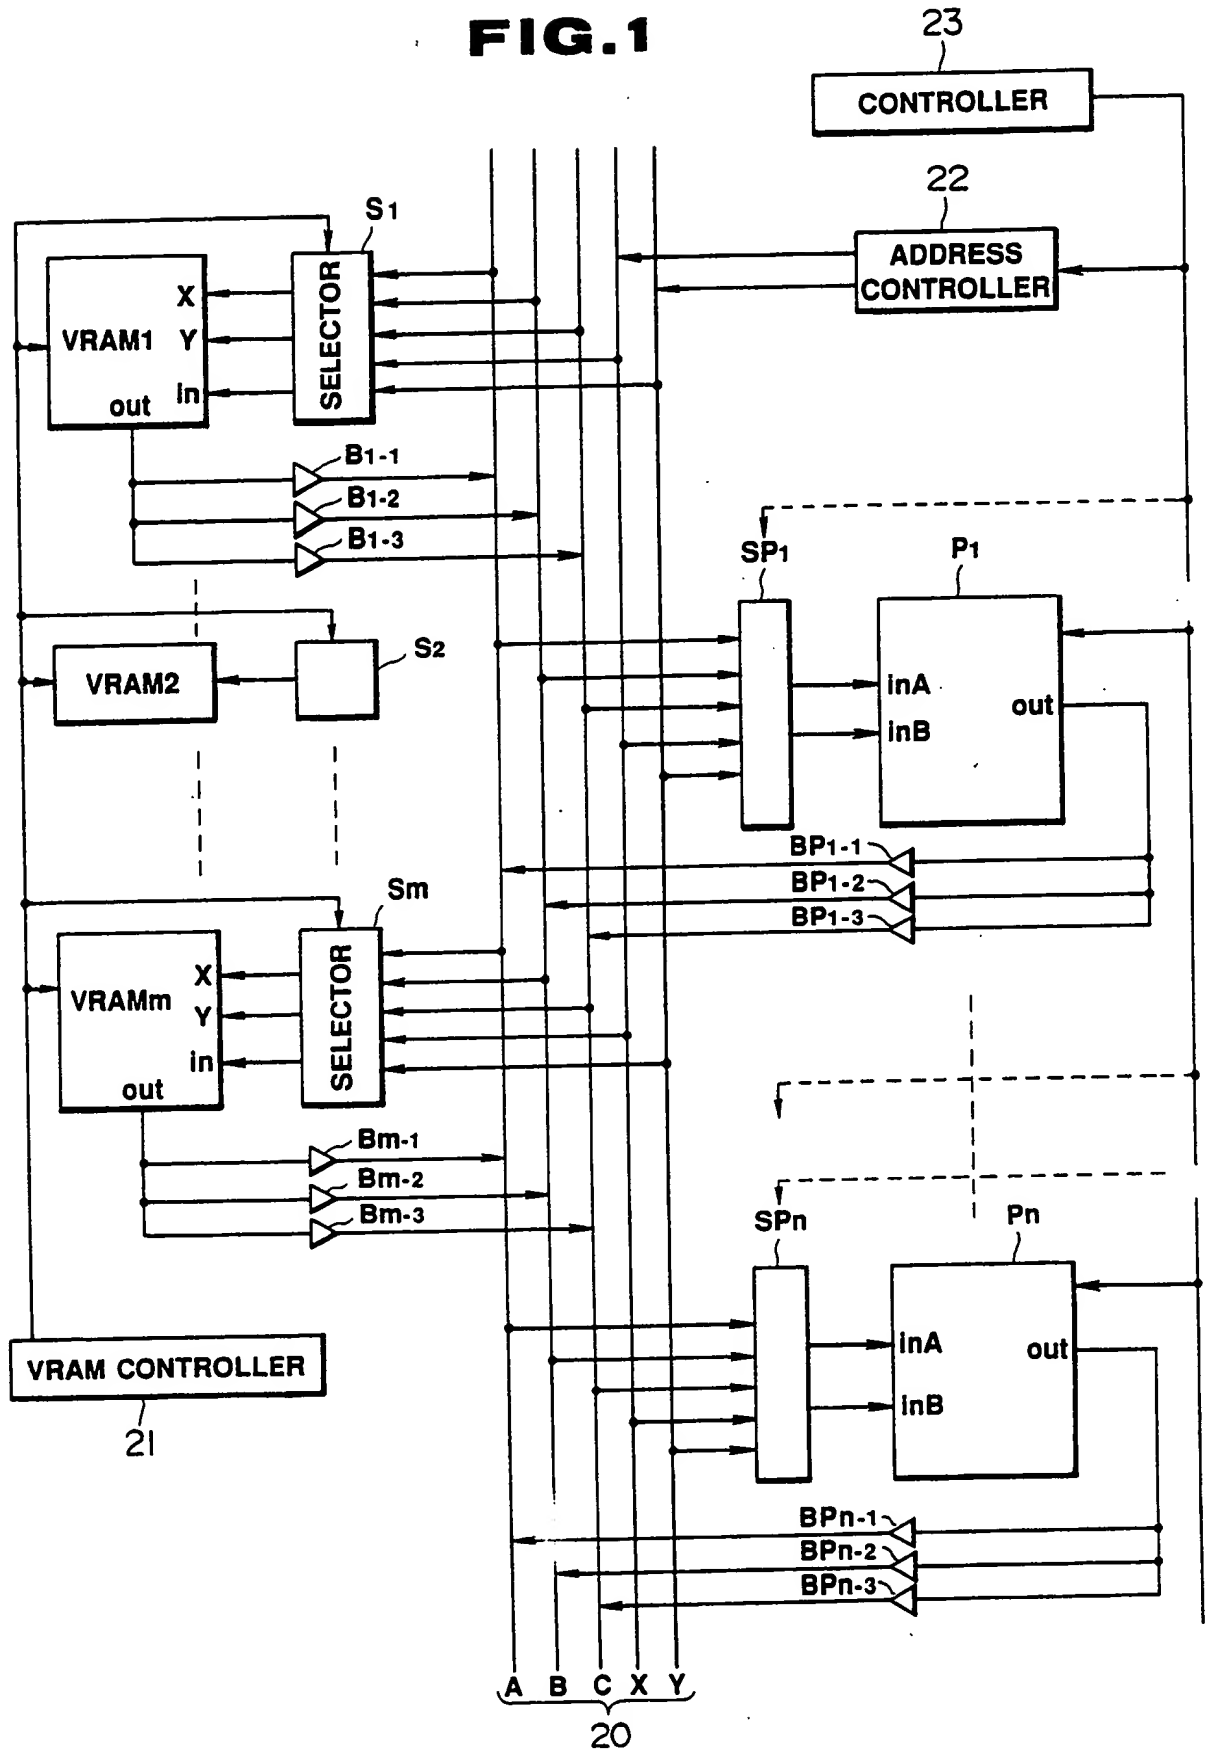 FIG.1
23
CONTROLLER
22
ADDRESS
CONTROLLER
S1
SELECTOR
X
VRAM1
Y
in
out
B1-1
B1-2
B1-3
SP1
P1
S2
VRAM2
inA
out
inB
BP1-1
BP1-2
BP1-3
Sm
SELECTOR
X
VRAMm
Y
in
out
Bm-1
Bm-2
Bm-3
SPn
Pn
inA
out
inB
VRAM CONTROLLER
21
BPn-1
BPn-2
BPn-3
A B C X Y
20